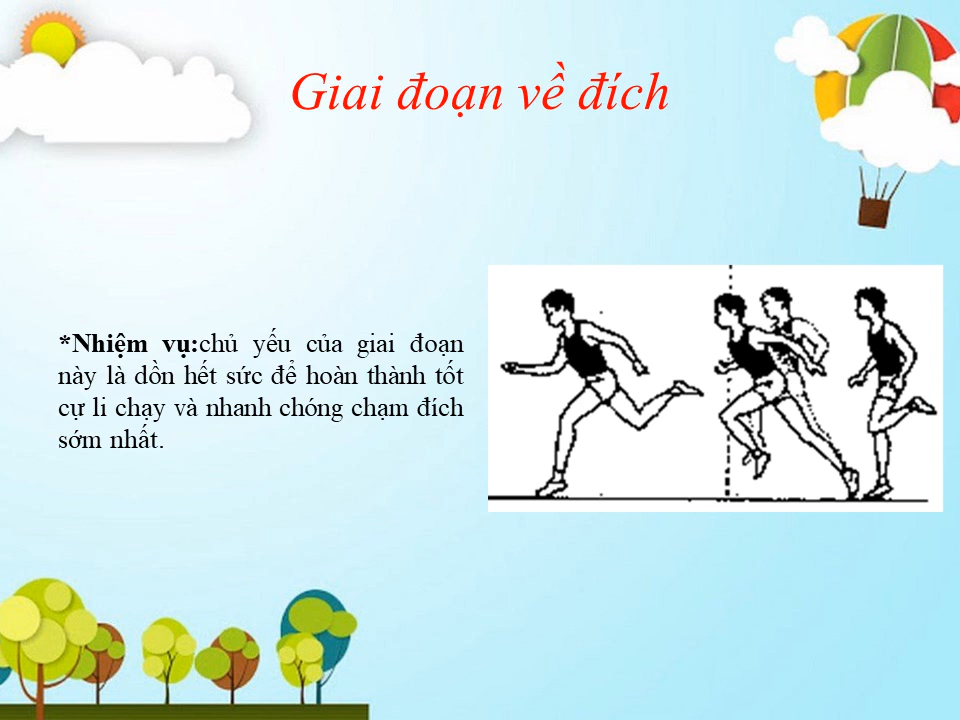 Giai đoạn về đích
*Nhiệm vụ:chủ yếu của giai đoạn
này là dồn hết sức để hoàn thành tốt
cự li chạy và nhanh chóng chạm đích
sớm nhất.